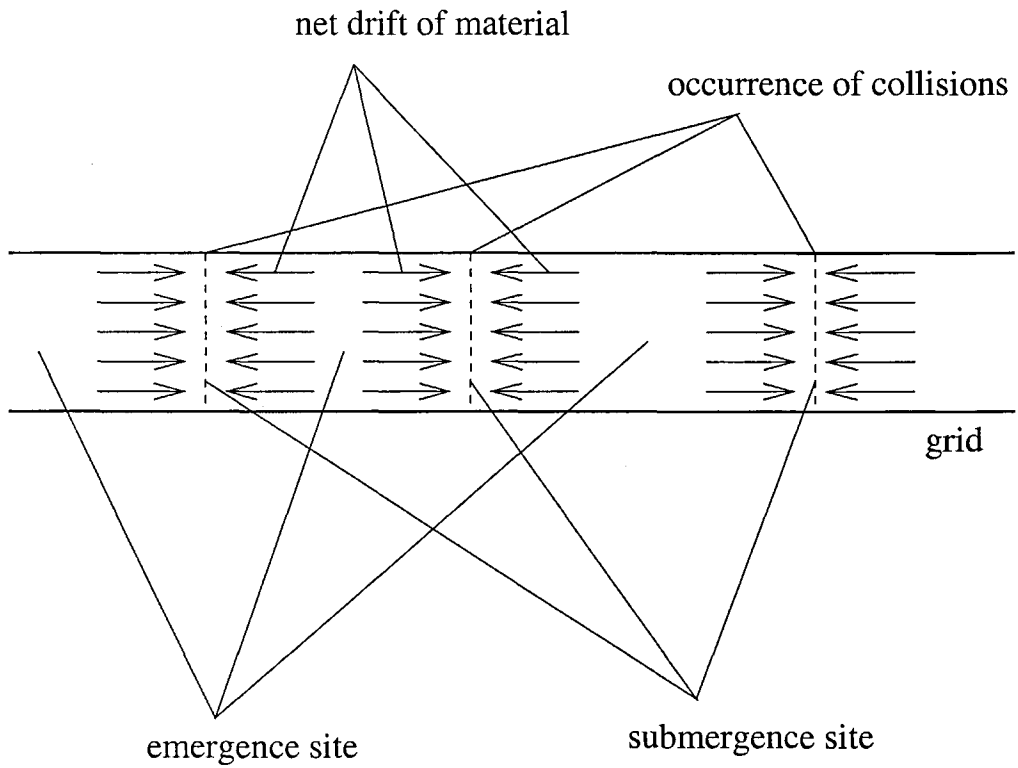 net drift of material
occurrence of collisions
grid
emergence site
submergence site